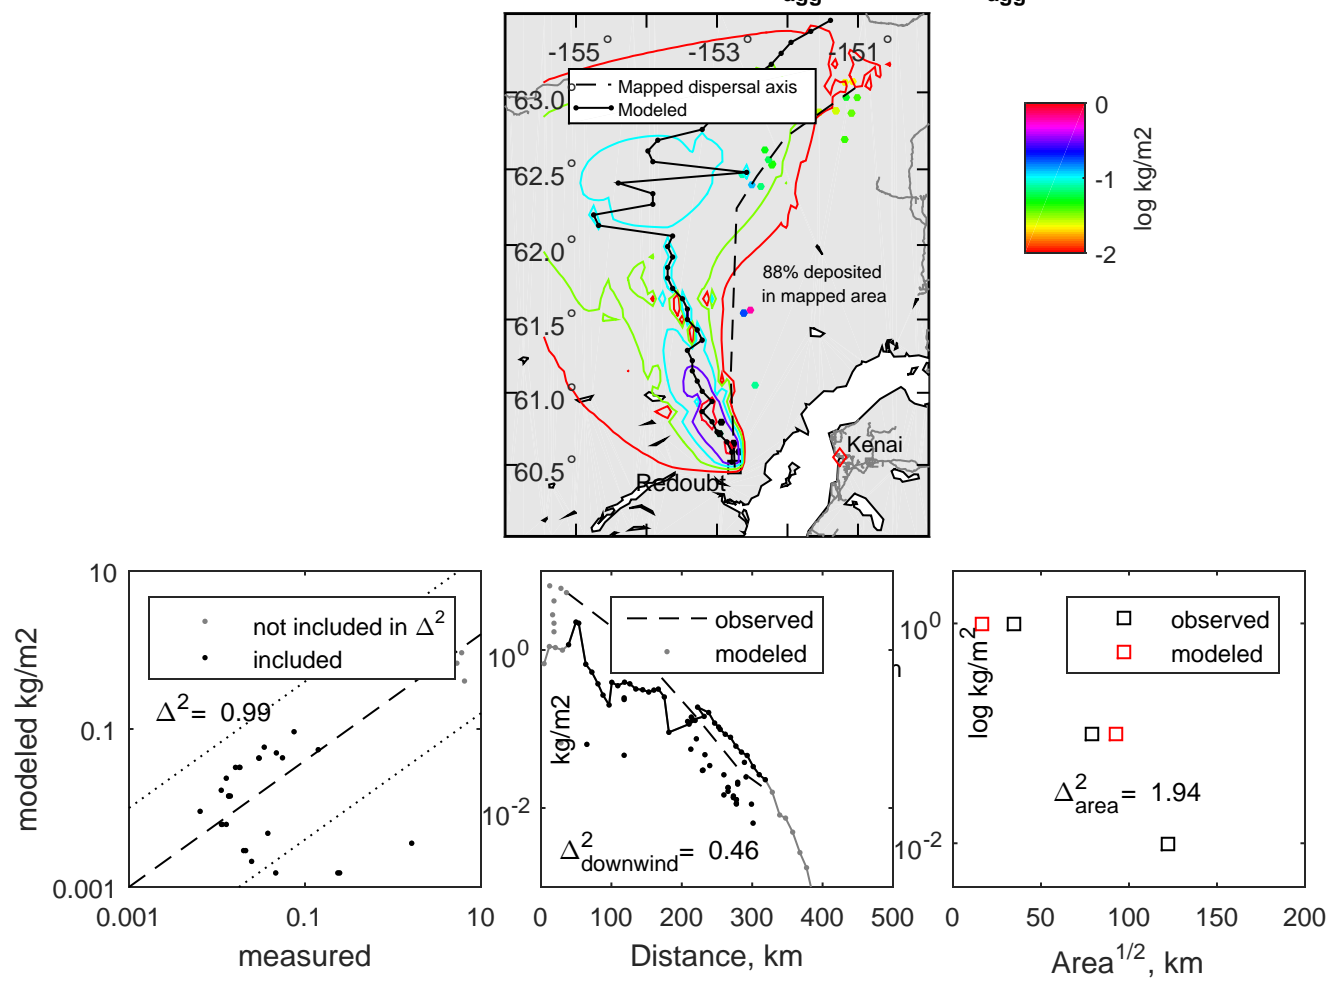 agg agg
-155° -153° -151°
Mapped dispersal axis
Modeled
63.0°
62.5°
62.0°
61.5°
61.0°
60.5°
88% deposited
in mapped area
Kenai
Redoubt
0
-1
-2
log kg/m2
10
0.1
0.001
modeled kg/m2
not included in Δ²
included
Δ²= 0.99
0.001 0.1 10
measured
10⁰
10⁻²
kg/m2
observed
modeled
Δ²downwind= 0.46
0 100 200 300 400 500
Distance, km
10⁰
10⁻²
log kg/m²
observed
modeled
Δ²area= 1.94
0 50 100 150 200
Area¹/², km